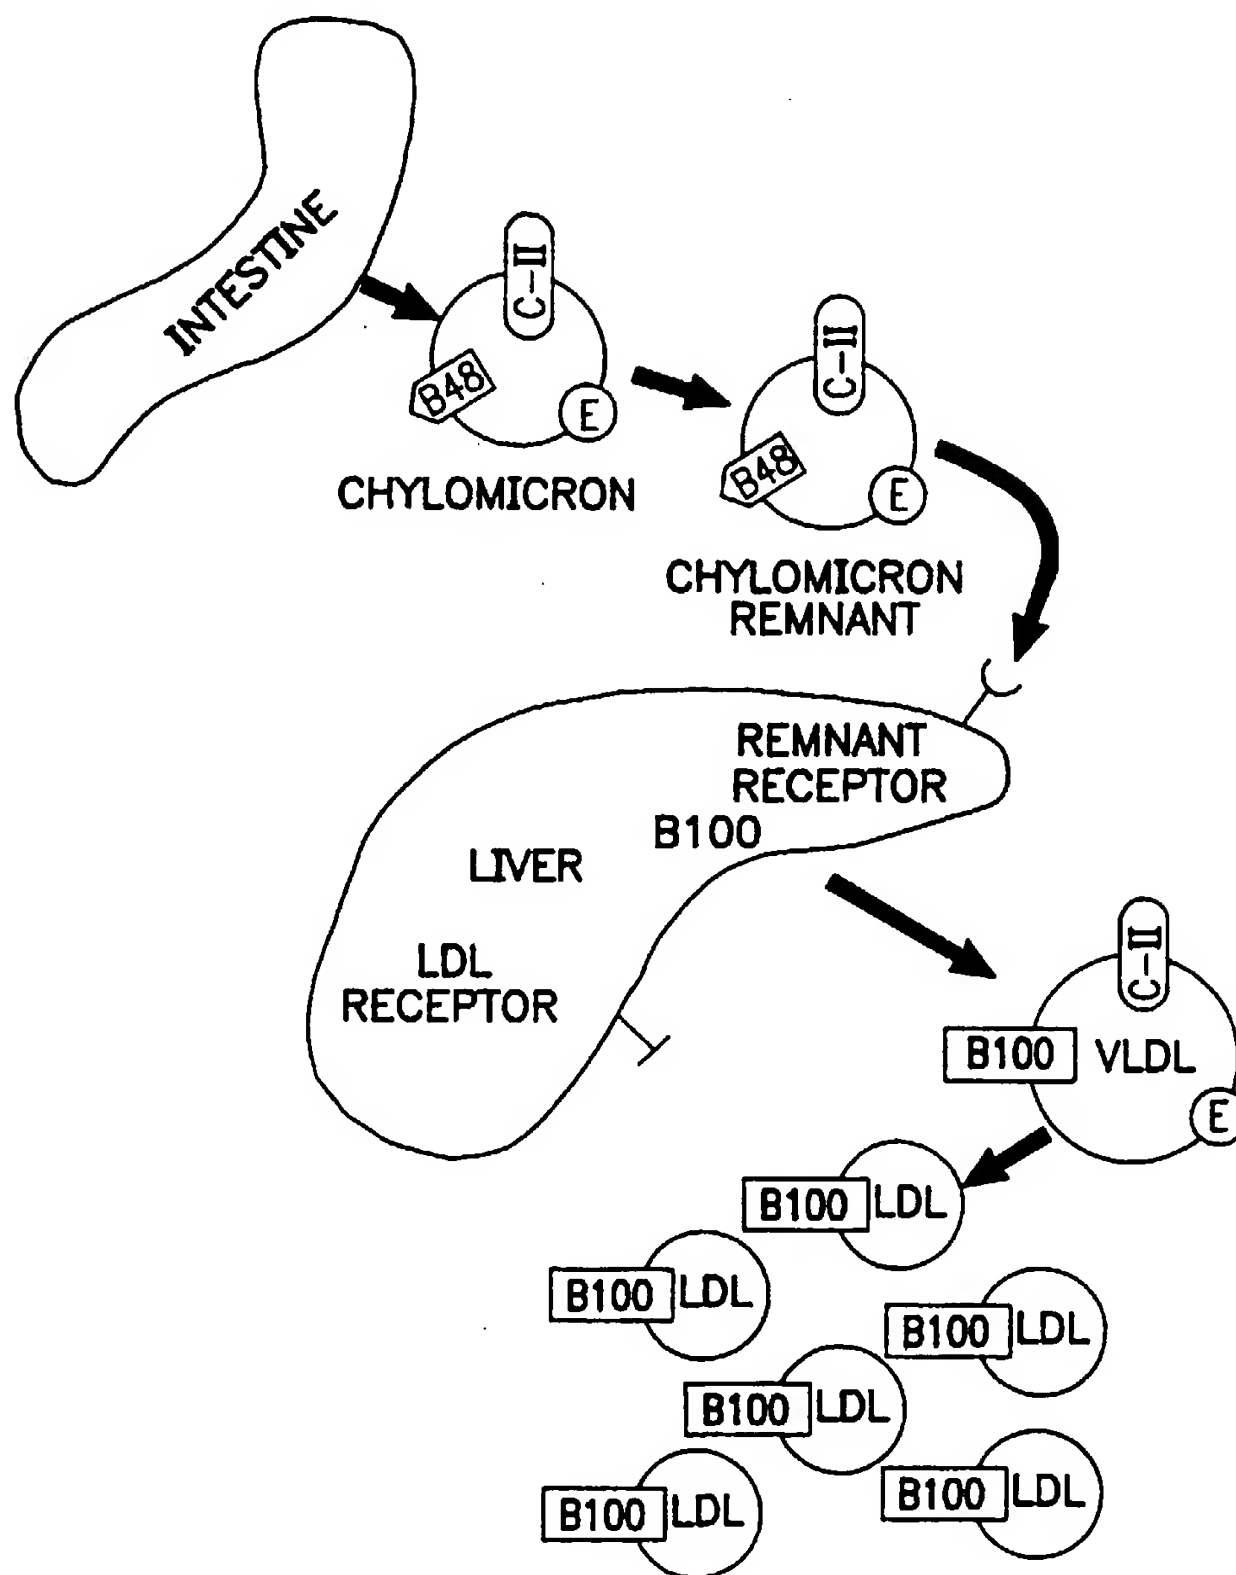 INTESTINE
C-II
B48
E
CHYLOMICRON
C-II
B48
E
CHYLOMICRON
REMNANT
REMNANT
RECEPTOR
B100
LIVER
LDL
RECEPTOR
C-II
B100 VLDL
E
B100 LDL
B100 LDL
B100 LDL
B100 LDL
B100 LDL
B100 LDL